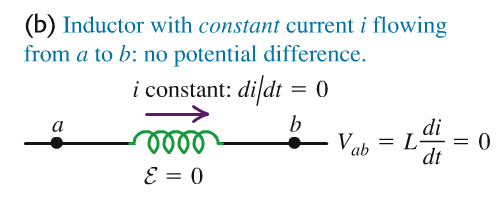 (b) Inductor with constant current i flowing
from a to b: no potential difference.
i constant: di/dt = 0
a
b
V_ab = L di/dt = 0
ℰ = 0